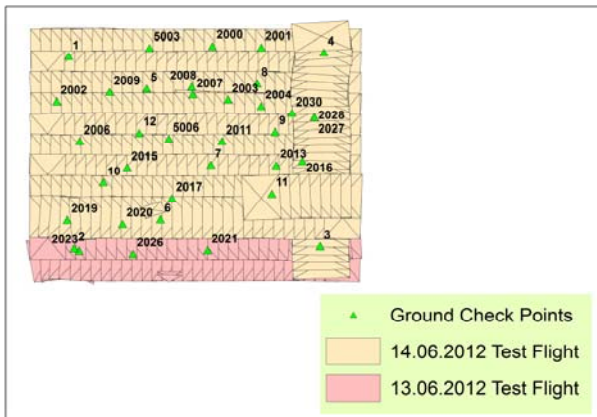 5003 2000 2001 4
1
2009 5 2008 2007 8
2002 2003 2004 2030
2028
2027
2006 12 5006 2011 9
2015 7 2013 2016
10 2017 11
2019 2020 6
2023 2 2026 2021 3
Ground Check Points
14.06.2012 Test Flight
13.06.2012 Test Flight